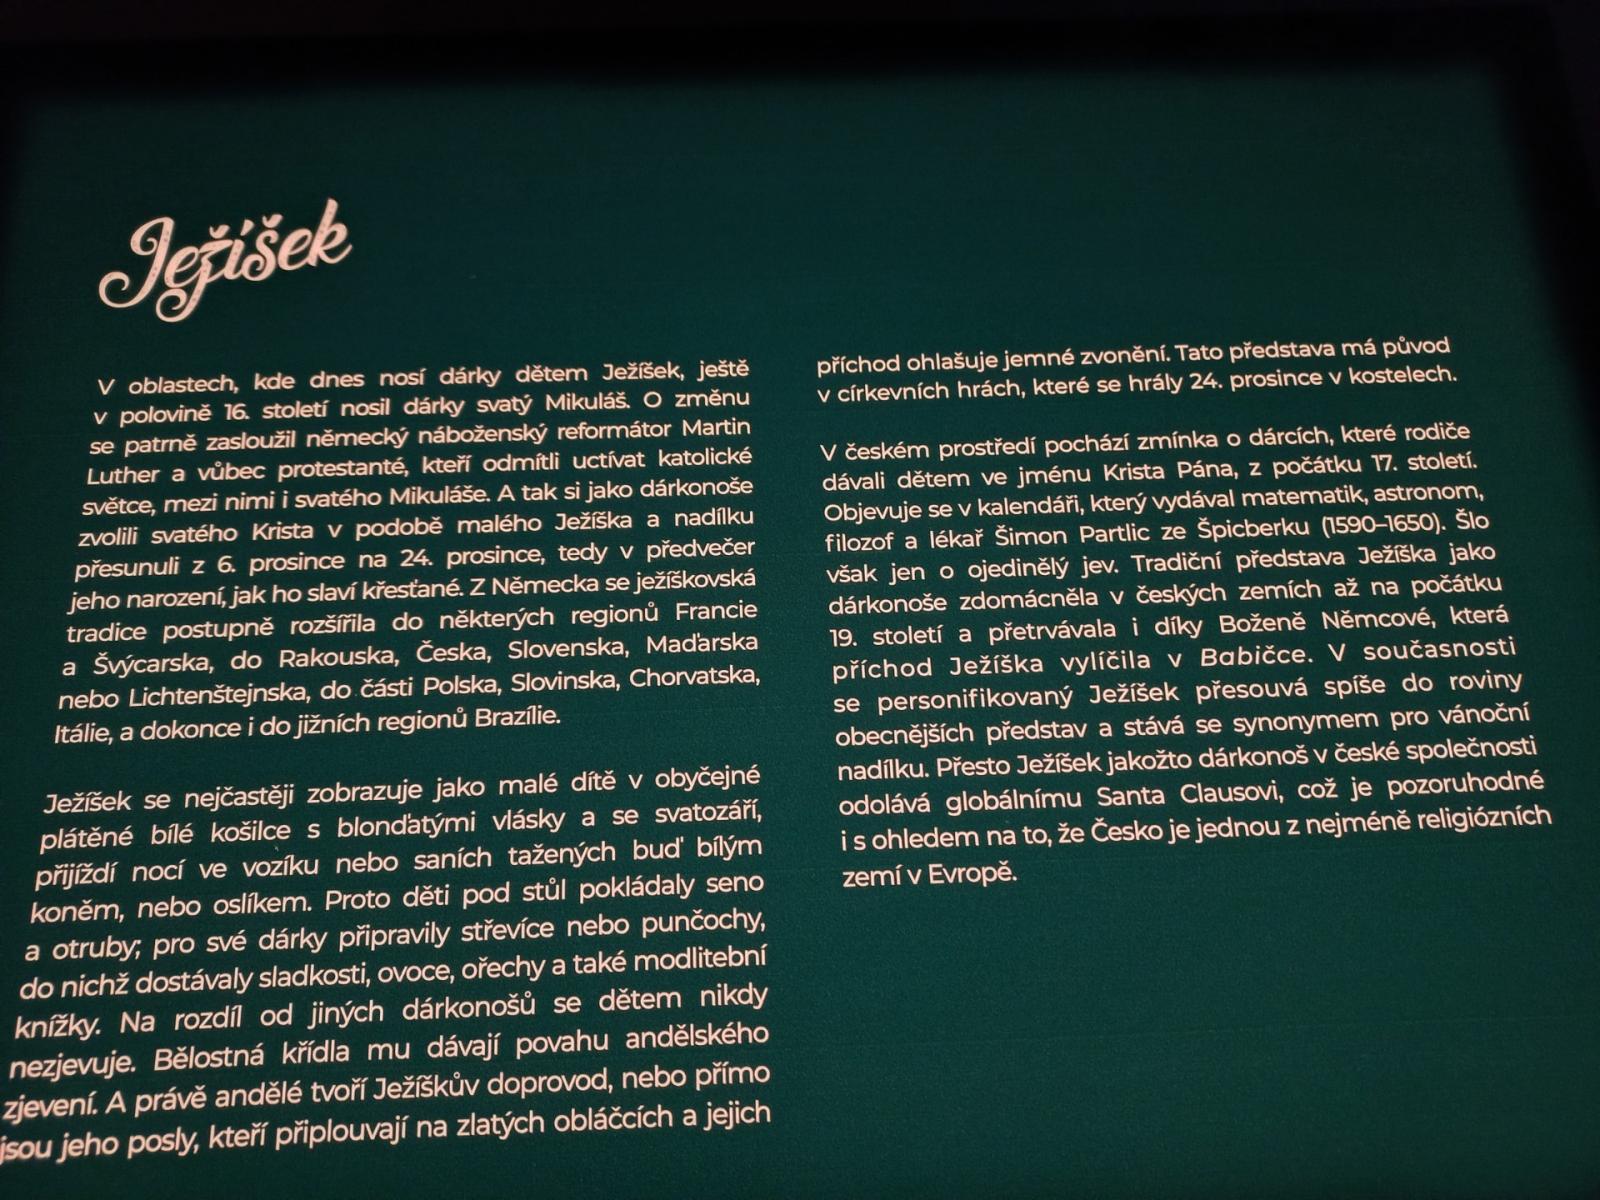 Ježíšek
V oblastech, kde dnes nosí dárky dětem Ježíšek, ještě
v polovině 16. století nosil dárky svatý Mikuláš. O změnu
se patrně zasloužil německý náboženský reformátor Martin
Luther a vůbec protestanté, kteří odmítli uctívat katolické
světce, mezi nimi i svatého Mikuláše. A tak si jako dárkonoše
zvolili svatého Krista v podobě malého Ježíška a nadílku
přesunuli z 6. prosince na 24. prosince, tedy v předvečer
jeho narození, jak ho slaví křesťané. Z Německa se ježíškovská
tradice postupně rozšířila do některých regionů Francie
a Švýcarska, do Rakouska, Česka, Slovenska, Maďarska
nebo Lichtenštejnska, do částí Polska, Slovinska, Chorvatska,
Itálie, a dokonce i do jižních regionů Brazílie.
Ježíšek se nejčastěji zobrazuje jako malé dítě v obyčejné
plátěné bílé košilce s blonďatými vlásky a se svatozáří,
přijíždí nocí ve vozíku nebo saních tažených buď bílým
koněm, nebo oslíkem. Proto děti pod stůl pokládaly seno
a otruby; pro své dárky připravily střevíce nebo punčochy,
do nichž dostávaly sladkosti, ovoce, ořechy a také modlitební
knížky. Na rozdíl od jiných dárkonošů se dětem nikdy
nezjevuje. Bělostná křídla mu dávají povahu andělského
zjevení. A právě andělé tvoří Ježíškův doprovod, nebo přímo
jsou jeho posly, kteří připlouvají na zlatých obláčcích a jejich
příchod ohlašuje jemné zvonění. Tato představa má původ
v církevních hrách, které se hrály 24. prosince v kostelech.
V českém prostředí pochází zmínka o dárcích, které rodiče
dávali dětem ve jménu Krista Pána, z počátku 17. století.
Objevuje se v kalendáři, který vydával matematik, astronom,
filozof a lékař Šimon Partlic ze Špicberku (1590–1650). Šlo
však jen o ojedinělý jev. Tradiční představa Ježíška jako
dárkonoše zdomácněla v českých zemích až na počátku
19. století a přetrvávala i díky Boženě Němcové, která
příchod Ježíška vylíčila v Babičce. V současnosti
se personifikovaný Ježíšek přesouvá spíše do roviny
obecnějších představ a stává se synonymem pro vánoční
nadílku. Přesto Ježíšek jakožto dárkonoš v české společnosti
odolává globálnímu Santa Clausovi, což je pozoruhodné
i s ohledem na to, že Česko je jednou z nejméně religiózních
zemí v Evropě.